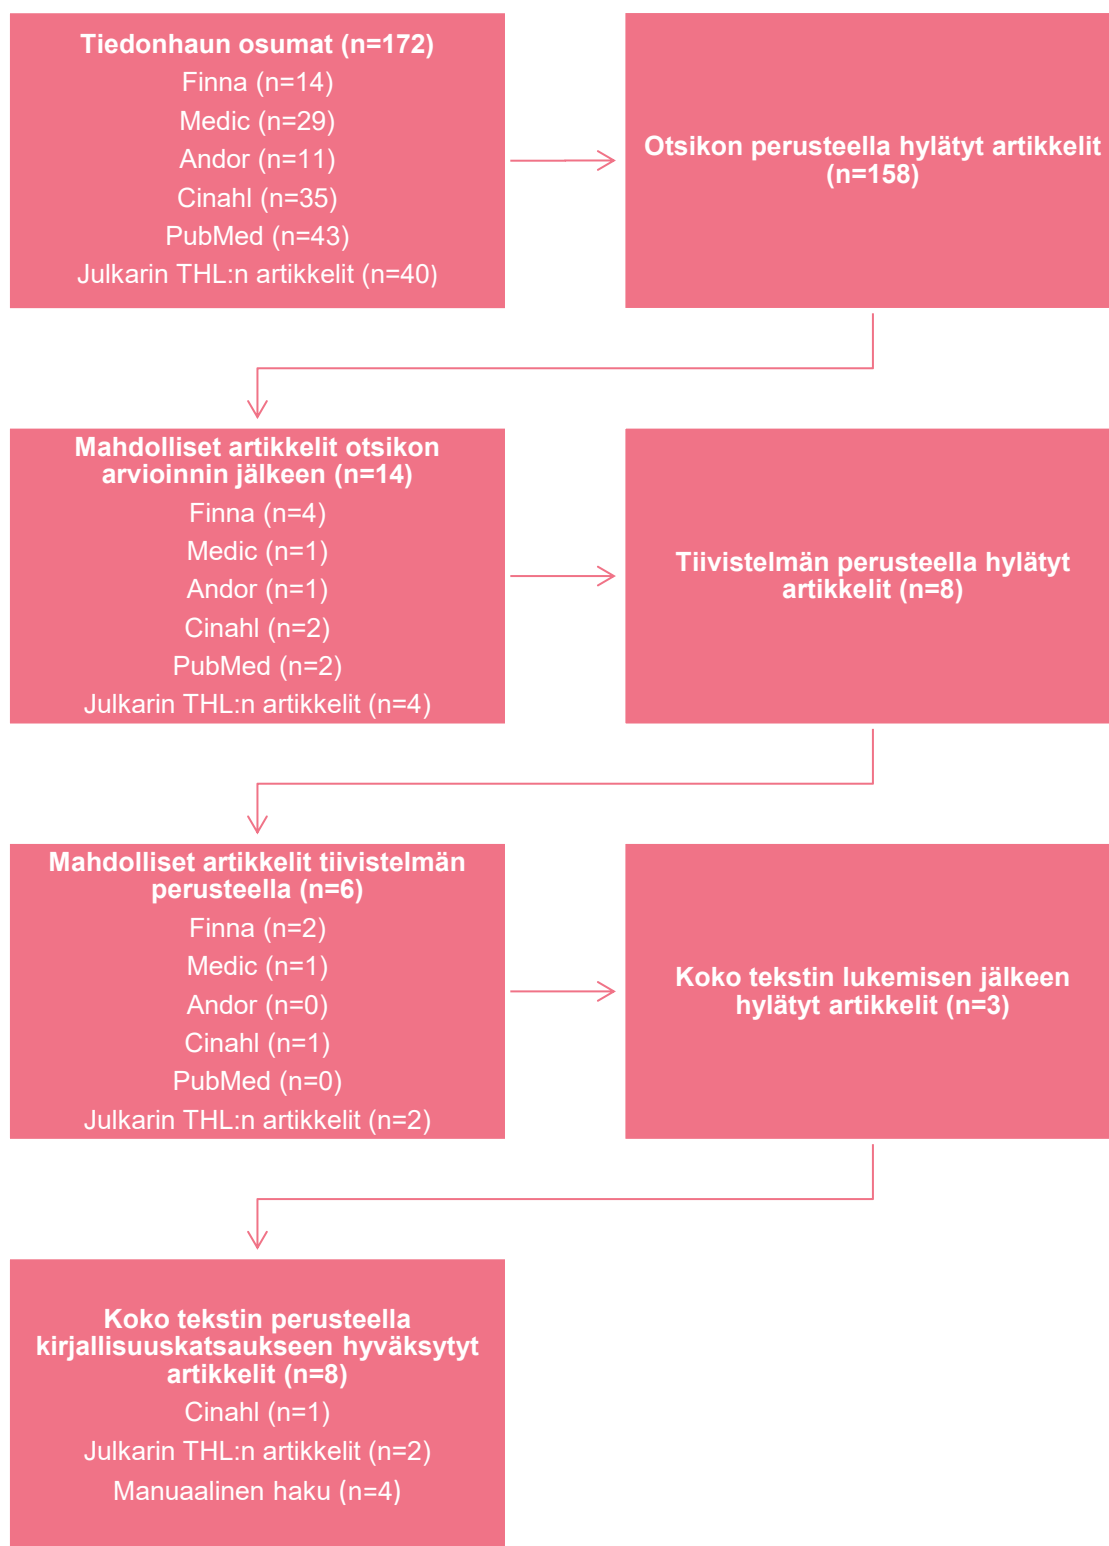 Tiedonhaun osumat (n=172)
Finna (n=14)
Medic (n=29)
Andor (n=11)
Cinahl (n=35)
PubMed (n=43)
Julkarin THL:n artikkelit (n=40)
Otsikon perusteella hylätyt artikkelit
(n=158)
Mahdolliset artikkelit otsikon
arvioinnin jälkeen (n=14)
Finna (n=4)
Medic (n=1)
Andor (n=1)
Cinahl (n=2)
PubMed (n=2)
Julkarin THL:n artikkelit (n=4)
Tiivistelmän perusteella hylätyt
artikkelit (n=8)
Mahdolliset artikkelit tiivistelmän
perusteella (n=6)
Finna (n=2)
Medic (n=1)
Andor (n=0)
Cinahl (n=1)
PubMed (n=0)
Julkarin THL:n artikkelit (n=2)
Koko tekstin lukemisen jälkeen
hylätyt artikkelit (n=3)
Koko tekstin perusteella
kirjallisuuskatsaukseen hyväksytyt
artikkelit (n=8)
Cinahl (n=1)
Julkarin THL:n artikkelit (n=2)
Manuaalinen haku (n=4)